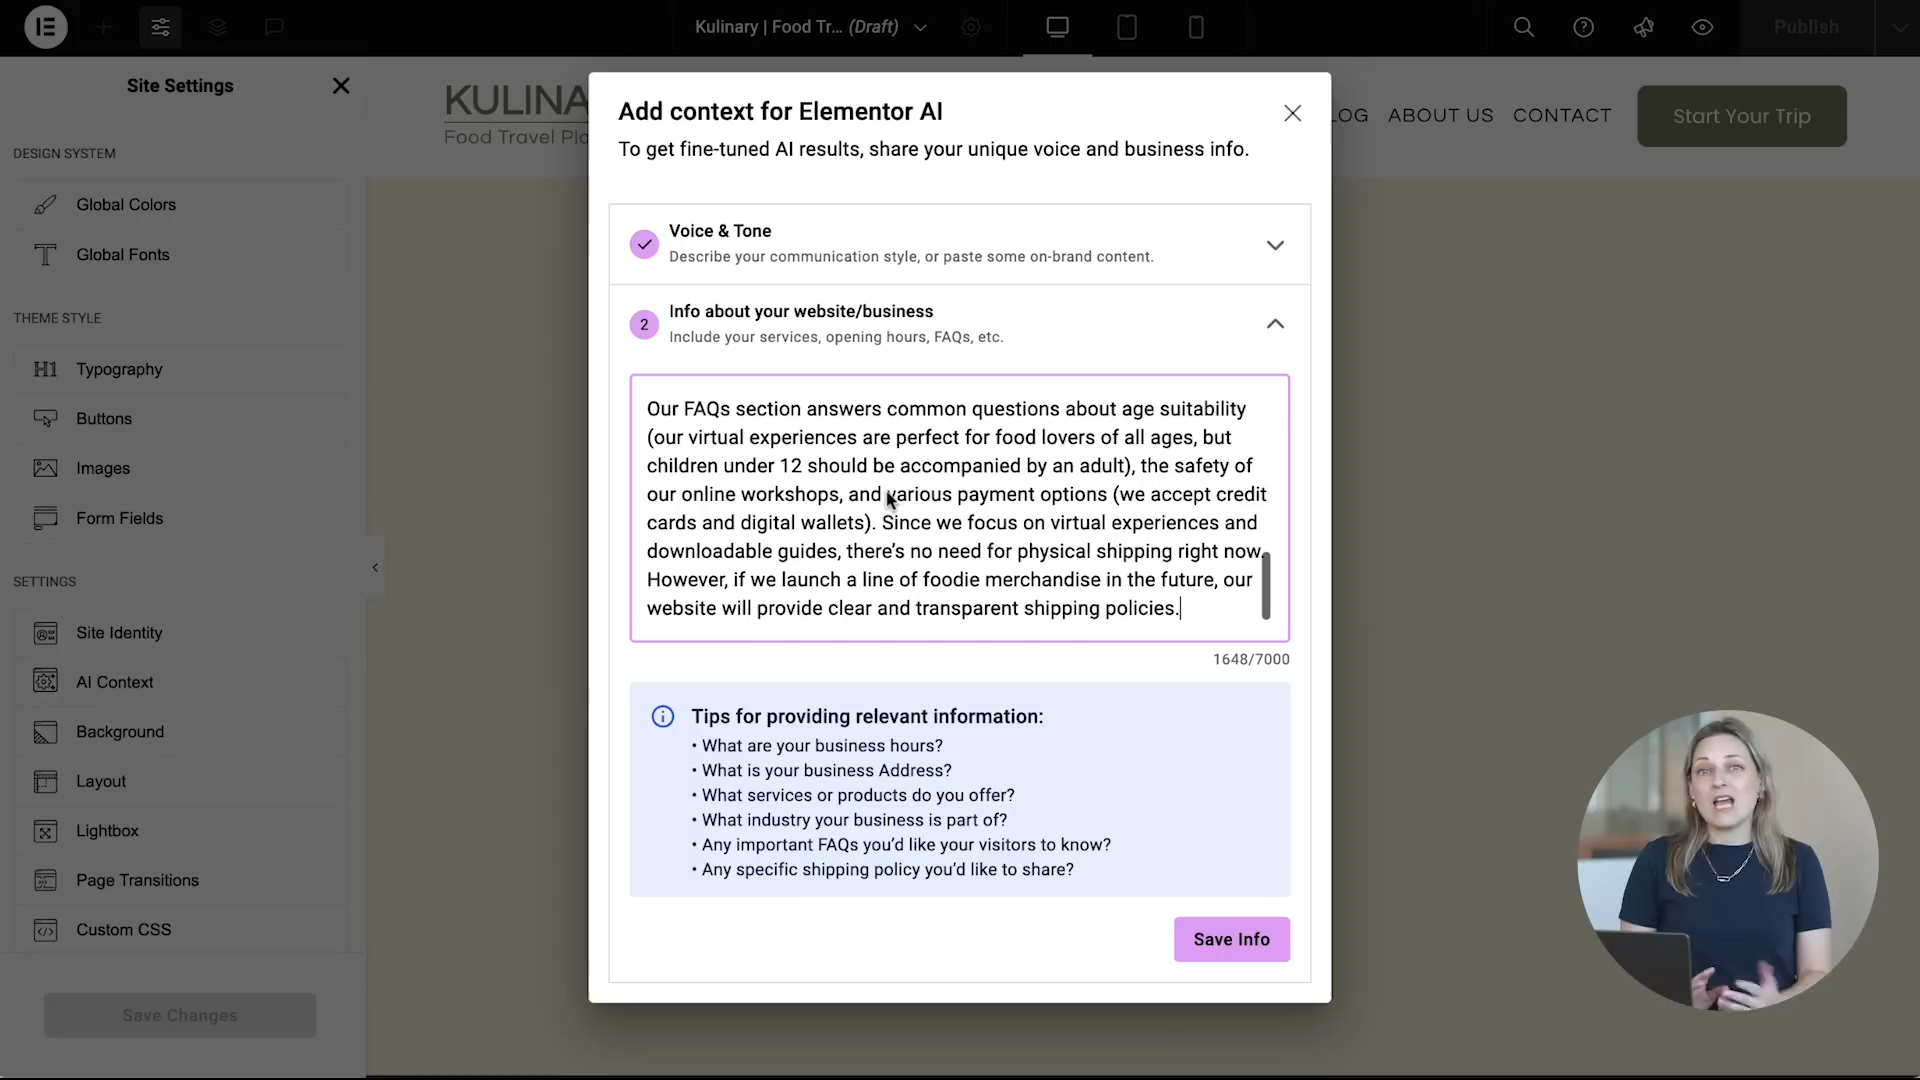 Kulinary | Food Tr... (Draft)
Publish
Site Settings
DESIGN SYSTEM
Global Colors
Global Fonts
THEME STYLE
H1 Typography
Buttons
Images
Form Fields
SETTINGS
Site Identity
AI Context
Background
Layout
Lightbox
Page Transitions
Custom CSS
Save Changes
KULINA
Food Travel Pla
LOG ABOUT US CONTACT
Start Your Trip
Add context for Elementor AI
To get fine-tuned AI results, share your unique voice and business info.
Voice & Tone
Describe your communication style, or paste some on-brand content.
2
Info about your website/business
Include your services, opening hours, FAQs, etc.
Our FAQs section answers common questions about age suitability
(our virtual experiences are perfect for food lovers of all ages, but
children under 12 should be accompanied by an adult), the safety of
our online workshops, and various payment options (we accept credit
cards and digital wallets). Since we focus on virtual experiences and
downloadable guides, there's no need for physical shipping right now.
However, if we launch a line of foodie merchandise in the future, our
website will provide clear and transparent shipping policies.
1648/7000
Tips for providing relevant information:
• What are your business hours?
• What is your business Address?
• What services or products do you offer?
• What industry your business is part of?
• Any important FAQs you'd like your visitors to know?
• Any specific shipping policy you'd like to share?
Save Info